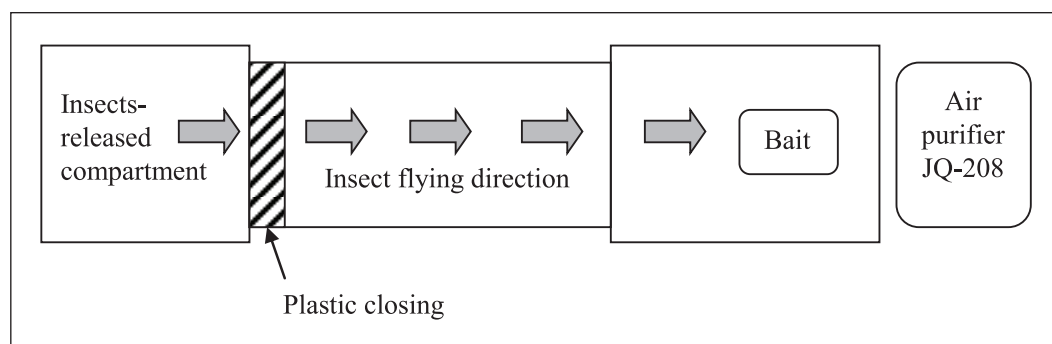 Insects-
released
compartment
Insect flying direction
Bait
Air
purifier
JQ-208
Plastic closing